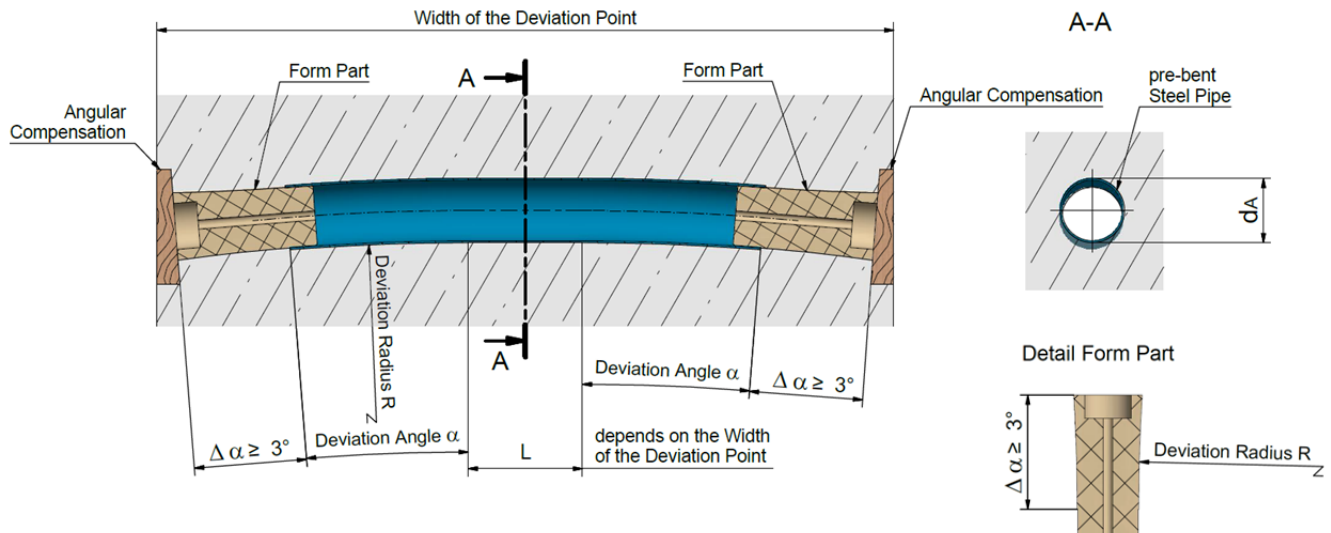 Width of the Deviation Point
A-A
A
Form Part
Form Part
pre-bent
Steel Pipe
Angular
Compensation
Angular Compensation
dA
Deviation Radius R
A
Detail Form Part
Deviation Angle α
Δ α ≥ 3°
Δ α ≥ 3°
Deviation Angle α
L
depends on the Width
of the Deviation Point
Δ α ≥ 3°
Deviation Radius R